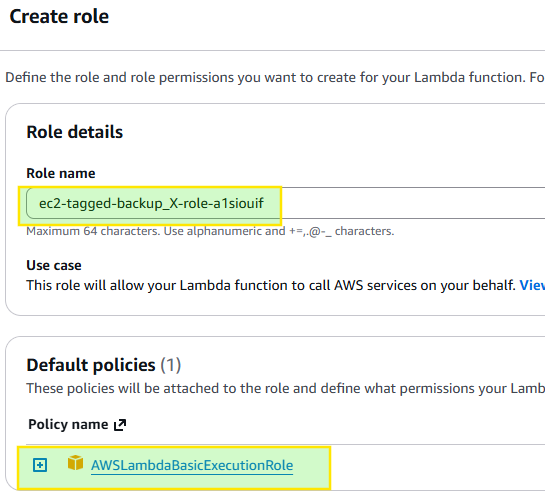 Create role
Define the role and role permissions you want to create for your Lambda function. Fo
Role details
Role name
ec2-tagged-backup_X-role-a1siouif
Maximum 64 characters. Use alphanumeric and +=,.@-_ characters.
Use case
This role will allow your Lambda function to call AWS services on your behalf. View
Default policies (1)
These policies will be attached to the role and define what permissions your Lamb
Policy name
AWSLambdaBasicExecutionRole